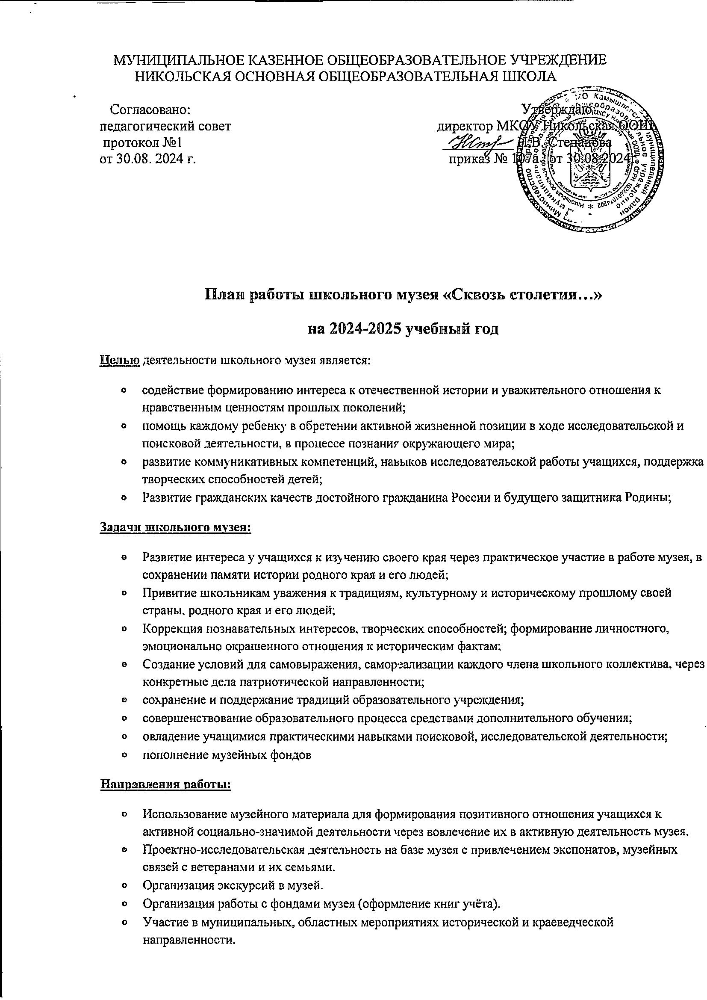 МУНИЦИПАЛЬНОЕ КАЗЕННОЕ ОБЩЕОБРАЗОВАТЕЛЬНОЕ УЧРЕЖДЕНИЕ
НИКОЛЬСКАЯ ОСНОВНАЯ ОБЩЕОБРАЗОВАТЕЛЬНАЯ ШКОЛА
Согласовано:
педагогический совет
протокол №1
от 30.08. 2024 г.
Утверждаю:
директор МКОУ Никольская ООШ
Н.В. Степанова
приказ № от 30.08.2024г.
План работы школьного музея «Сквозь столетия…»
на 2024-2025 учебный год
Целью деятельности школьного музея является:
содействие формированию интереса к отечественной истории и уважительного отношения к
нравственным ценностям прошлых поколений;
помощь каждому ребенку в обретении активной жизненной позиции в ходе исследовательской и
поисковой деятельности, в процессе познания окружающего мира;
развитие коммуникативных компетенций, навыков исследовательской работы учащихся, поддержка
творческих способностей детей;
Развитие гражданских качеств достойного гражданина России и будущего защитника Родины;
Задачи школьного музея:
Развитие интереса у учащихся к изучению своего края через практическое участие в работе музея, в
сохранении памяти истории родного края и его людей;
Привитие школьникам уважения к традициям, культурному и историческому прошлому своей
страны, родного края и его людей;
Коррекция познавательных интересов, творческих способностей; формирование личностного,
эмоционально окрашенного отношения к историческим фактам;
Создание условий для самовыражения, самореализации каждого члена школьного коллектива, через
конкретные дела патриотической направленности;
сохранение и поддержание традиций образовательного учреждения;
совершенствование образовательного процесса средствами дополнительного обучения;
овладение учащимися практическими навыками поисковой, исследовательской деятельности;
пополнение музейных фондов
Направления работы:
Использование музейного материала для формирования позитивного отношения учащихся к
активной социально-значимой деятельности через вовлечение их в активную деятельность музея.
Проектно-исследовательская деятельность на базе музея с привлечением экспонатов, музейных
связей с ветеранами и их семьями.
Организация экскурсий в музей.
Организация работы с фондами музея (оформление книг учёта).
Участие в муниципальных, областных мероприятиях исторической и краеведческой
направленности.